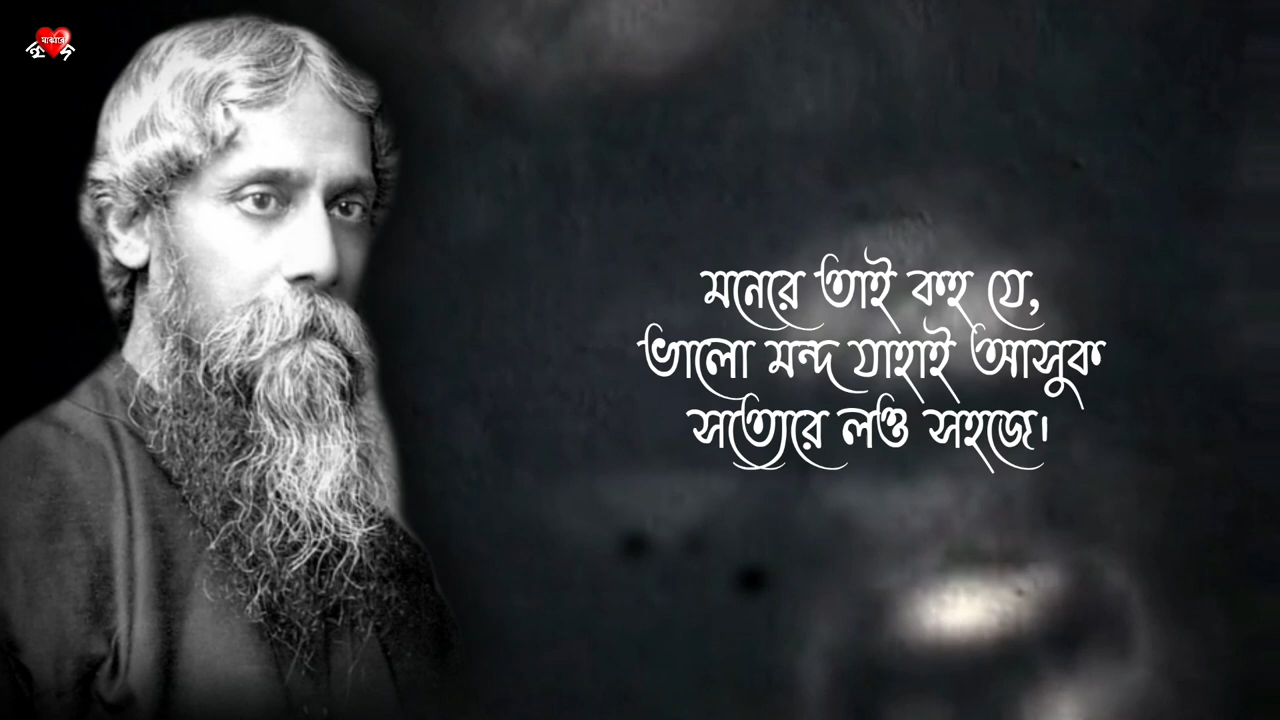 মাঝারে
হৃদ
মনেরে তাই কহ যে,
ভালো মন্দ যাহাই আসুক
সত্যেরে লও সহজে।